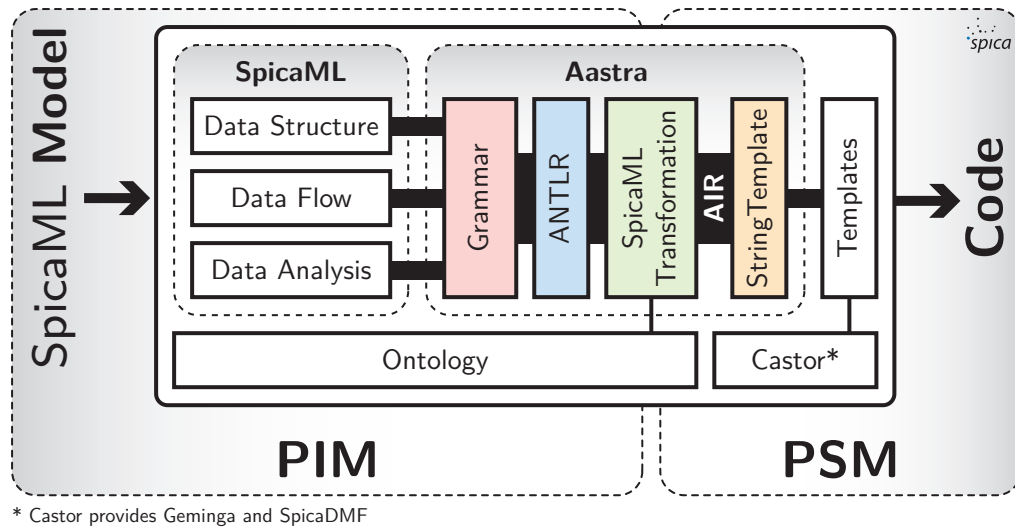 SpicaML Model
SpicaML
Data Structure
Data Flow
Data Analysis
Aastra
Grammar
ANTLR
SpicaML
Transformation
AIR
StringTemplate
Templates
Ontology
Castor*
Code
spica
PIM
PSM
* Castor provides Geminga and SpicaDMF